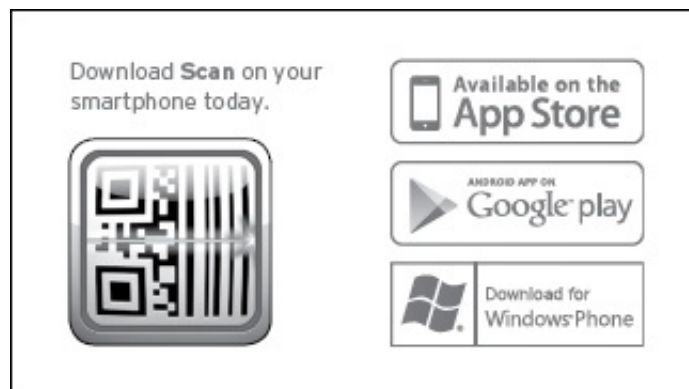 Download Scan on your
smartphone today.
Available on the
App Store
ANDROID APP ON
Google play
Download for
Windows Phone